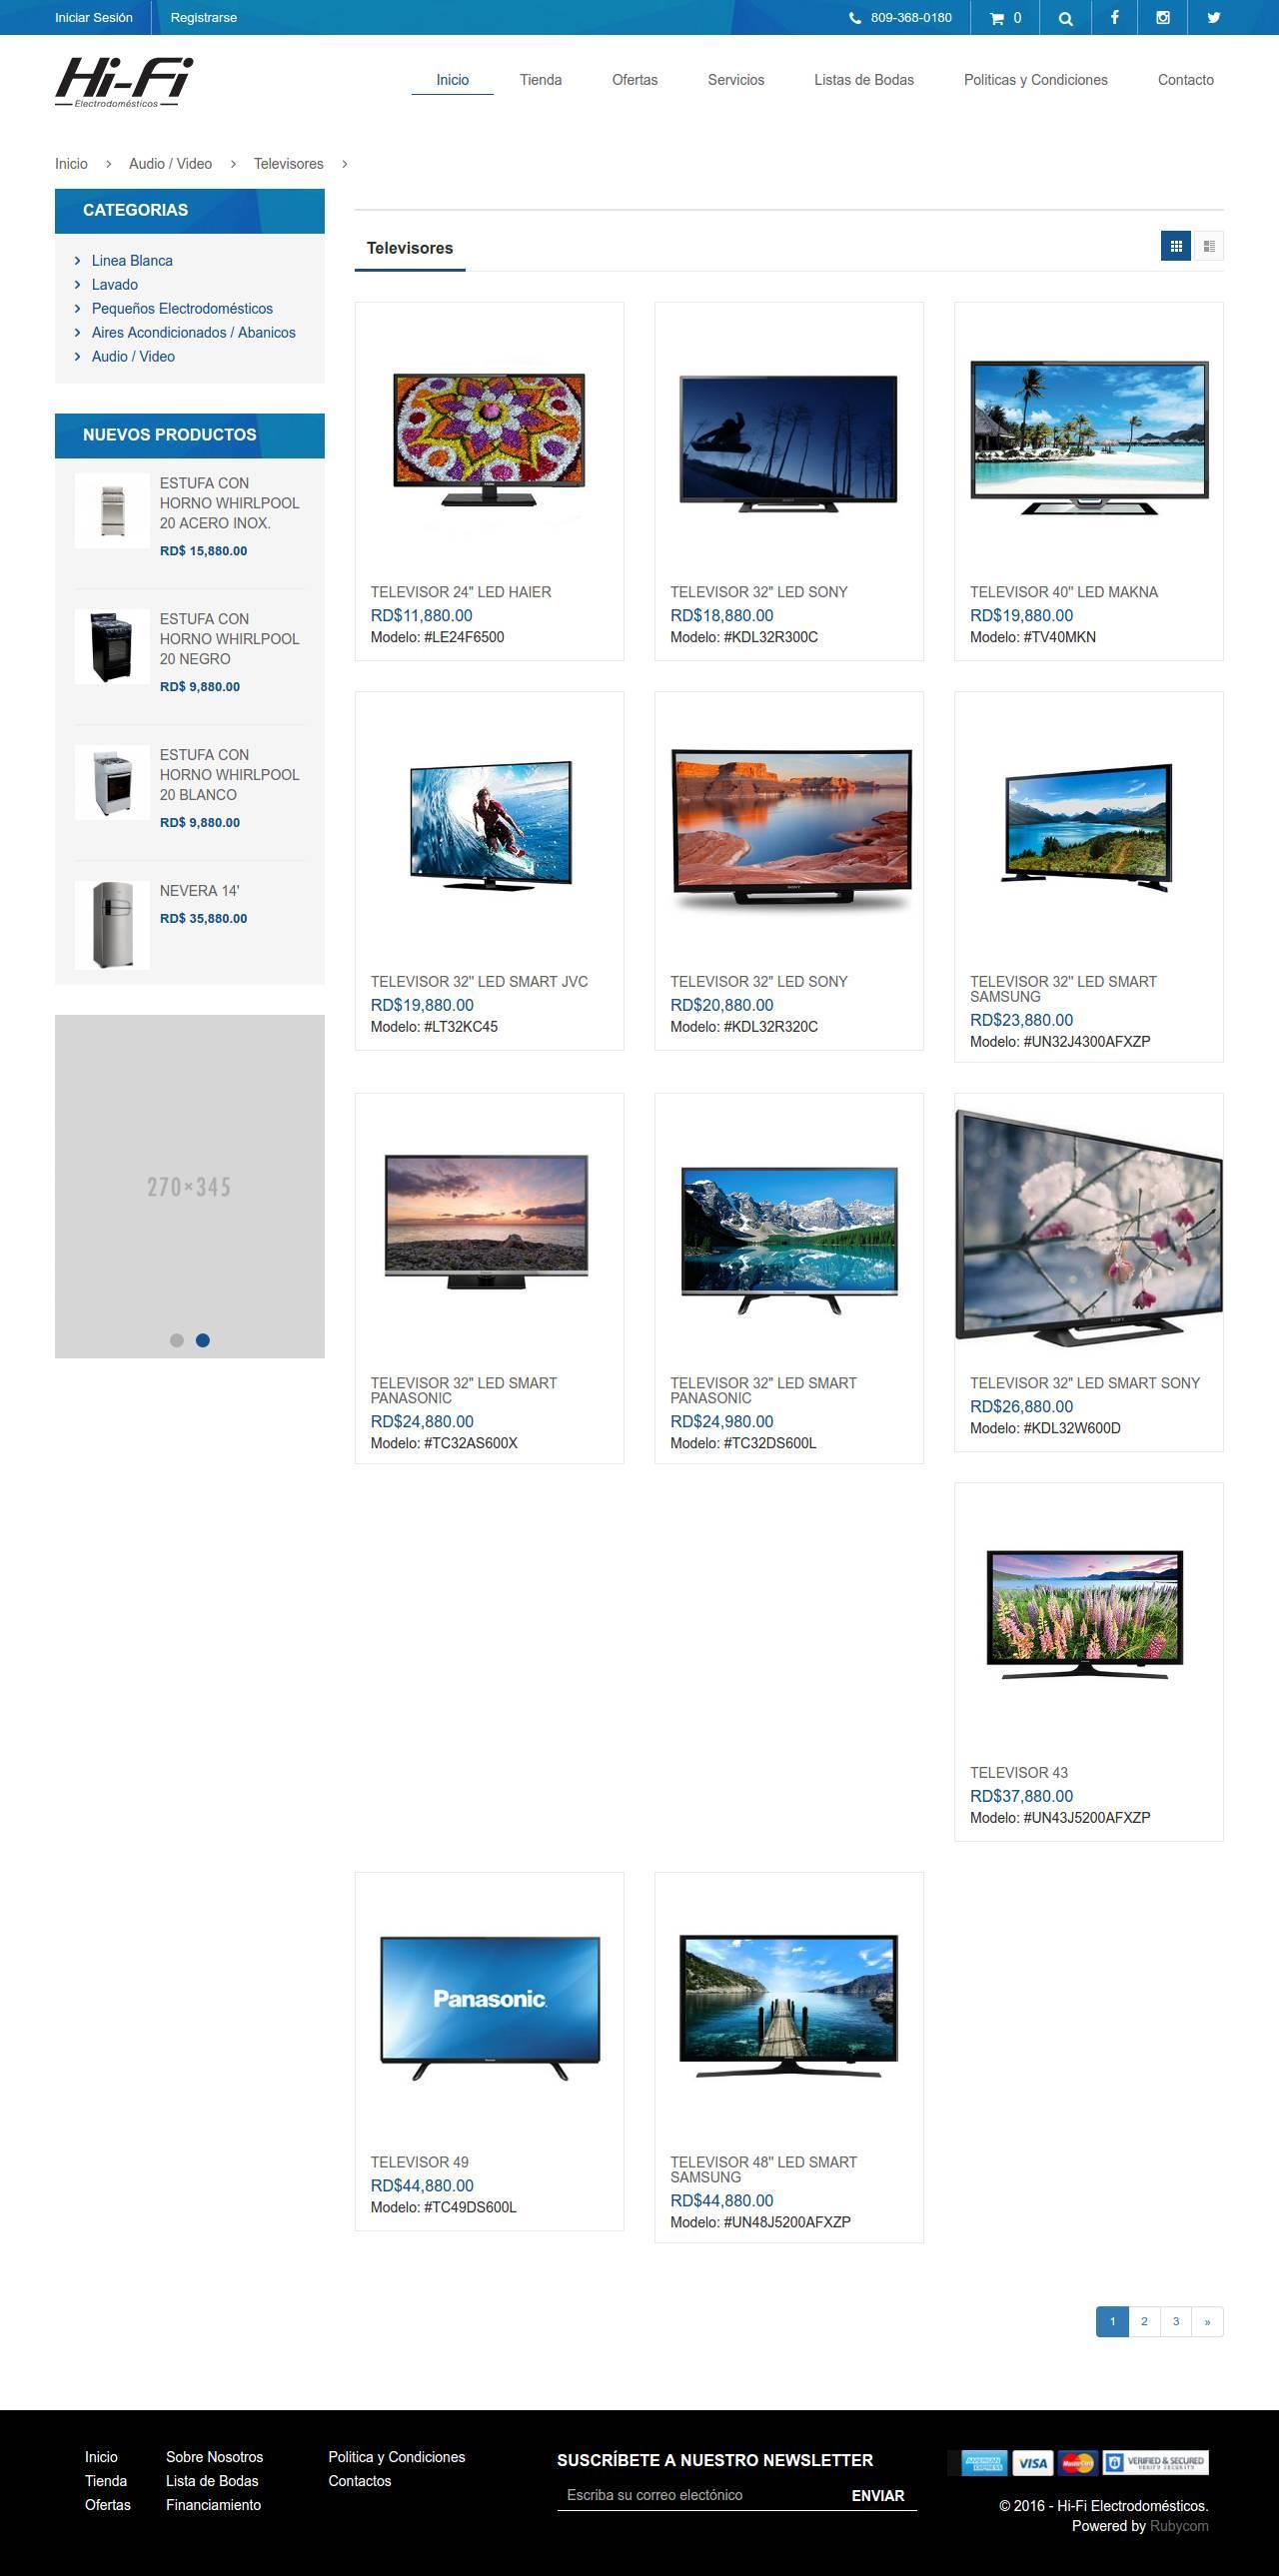 Iniciar Sesión
Registrarse
809-368-0180
0
Hi-Fi
Electrodomésticos
Inicio
Tienda
Ofertas
Servicios
Listas de Bodas
Politicas y Condiciones
Contacto
Inicio > Audio / Video > Televisores >
CATEGORIAS
Linea Blanca
Lavado
Pequeños Electrodomésticos
Aires Acondicionados / Abanicos
Audio / Video
NUEVOS PRODUCTOS
ESTUFA CON
HORNO WHIRLPOOL
20 ACERO INOX.
RD$ 15,880.00
ESTUFA CON
HORNO WHIRLPOOL
20 NEGRO
RD$ 9,880.00
ESTUFA CON
HORNO WHIRLPOOL
20 BLANCO
RD$ 9,880.00
NEVERA 14'
RD$ 35,880.00
270×345
Televisores
TELEVISOR 24" LED HAIER
RD$11,880.00
Modelo: #LE24F6500
TELEVISOR 32" LED SONY
RD$18,880.00
Modelo: #KDL32R300C
TELEVISOR 40" LED MAKNA
RD$19,880.00
Modelo: #TV40MKN
TELEVISOR 32" LED SMART JVC
RD$19,880.00
Modelo: #LT32KC45
TELEVISOR 32" LED SONY
RD$20,880.00
Modelo: #KDL32R320C
TELEVISOR 32" LED SMART
SAMSUNG
RD$23,880.00
Modelo: #UN32J4300AFXZP
TELEVISOR 32" LED SMART
PANASONIC
RD$24,880.00
Modelo: #TC32AS600X
TELEVISOR 32" LED SMART
PANASONIC
RD$24,980.00
Modelo: #TC32DS600L
SONY
TELEVISOR 32" LED SMART SONY
RD$26,880.00
Modelo: #KDL32W600D
TELEVISOR 43
RD$37,880.00
Modelo: #UN43J5200AFXZP
Panasonic
TELEVISOR 49
RD$44,880.00
Modelo: #TC49DS600L
TELEVISOR 48" LED SMART
SAMSUNG
RD$44,880.00
Modelo: #UN48J5200AFXZP
1 2 3 »
Inicio
Tienda
Ofertas
Sobre Nosotros
Lista de Bodas
Financiamiento
Politica y Condiciones
Contactos
SUSCRÍBETE A NUESTRO NEWSLETTER
Escriba su correo electónico
ENVIAR
AMERICAN EXPRESS
VISA
MasterCard
VERIFIED & SECURED
VERIFY SECURITY
© 2016 - Hi-Fi Electrodomésticos.
Powered by Rubycom